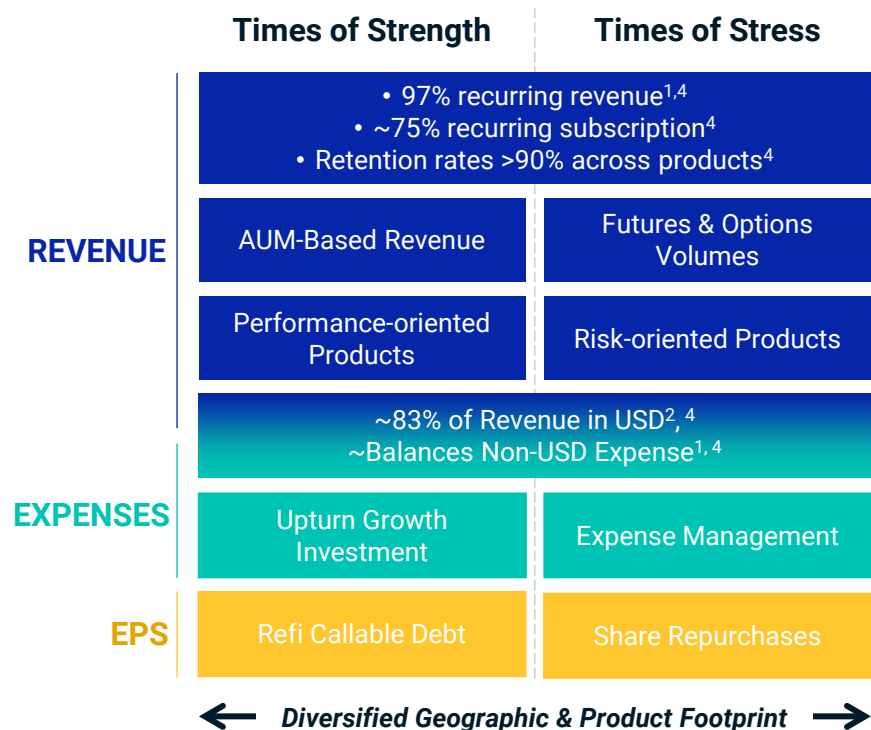 Times of Strength
Times of Stress
REVENUE
• 97% recurring revenue1,4
• ~75% recurring subscription4
• Retention rates >90% across products4
AUM-Based Revenue
Futures & Options
Volumes
Performance-oriented
Products
Risk-oriented Products
~83% of Revenue in USD2, 4
~Balances Non-USD Expense1, 4
EXPENSES
Upturn Growth
Investment
Expense Management
EPS
Refi Callable Debt
Share Repurchases
Diversified Geographic & Product Footprint